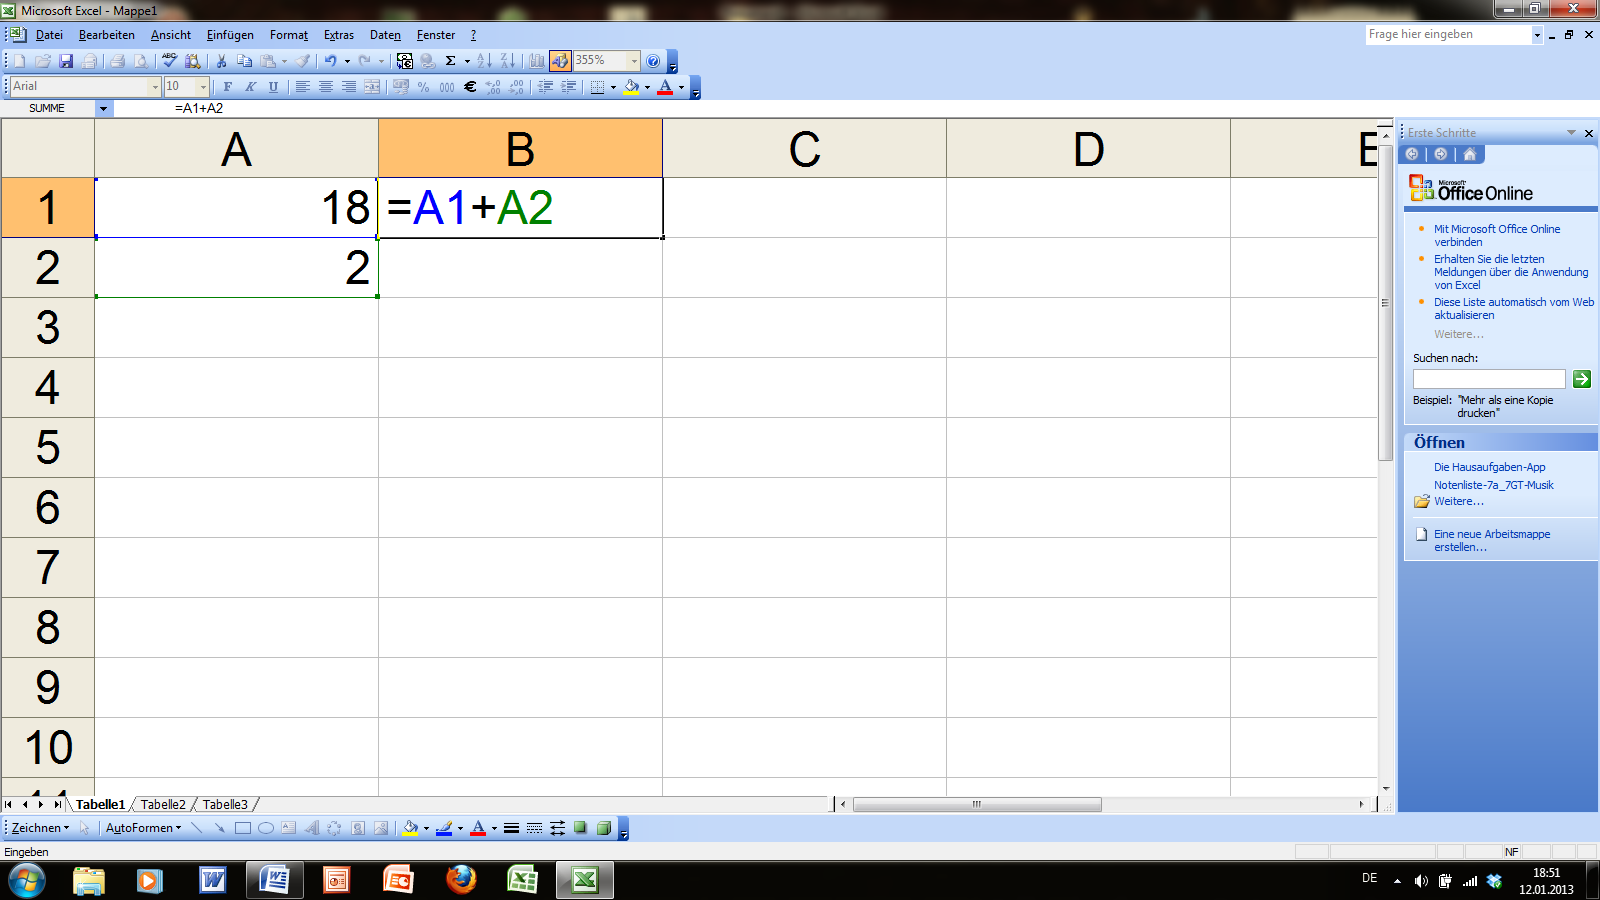 Microsoft Excel - Mappe1
Datei Bearbeiten Ansicht Einfügen Format Extras Daten Fenster ?
Frage hier eingeben
355%
Arial 10 F K U % 000 €
SUMME =A1+A2
A B C D E
1 18 =A1+A2
2 2
3
4
5
6
7
8
9
10
11
Erste Schritte
Microsoft
Office Online
Mit Microsoft Office Online
verbinden
Erhalten Sie die letzten
Meldungen über die Anwendung
von Excel
Diese Liste automatisch vom Web
aktualisieren
Weitere...
Suchen nach:
Beispiel: "Mehr als eine Kopie
drucken"
Öffnen
Die Hausaufgaben-App
Notenliste-7a_7GT-Musik
Weitere...
Eine neue Arbeitsmappe
erstellen...
Tabelle1 Tabelle2 Tabelle3
Zeichnen AutoFormen
Eingeben
NF
DE
18:51
12.01.2013